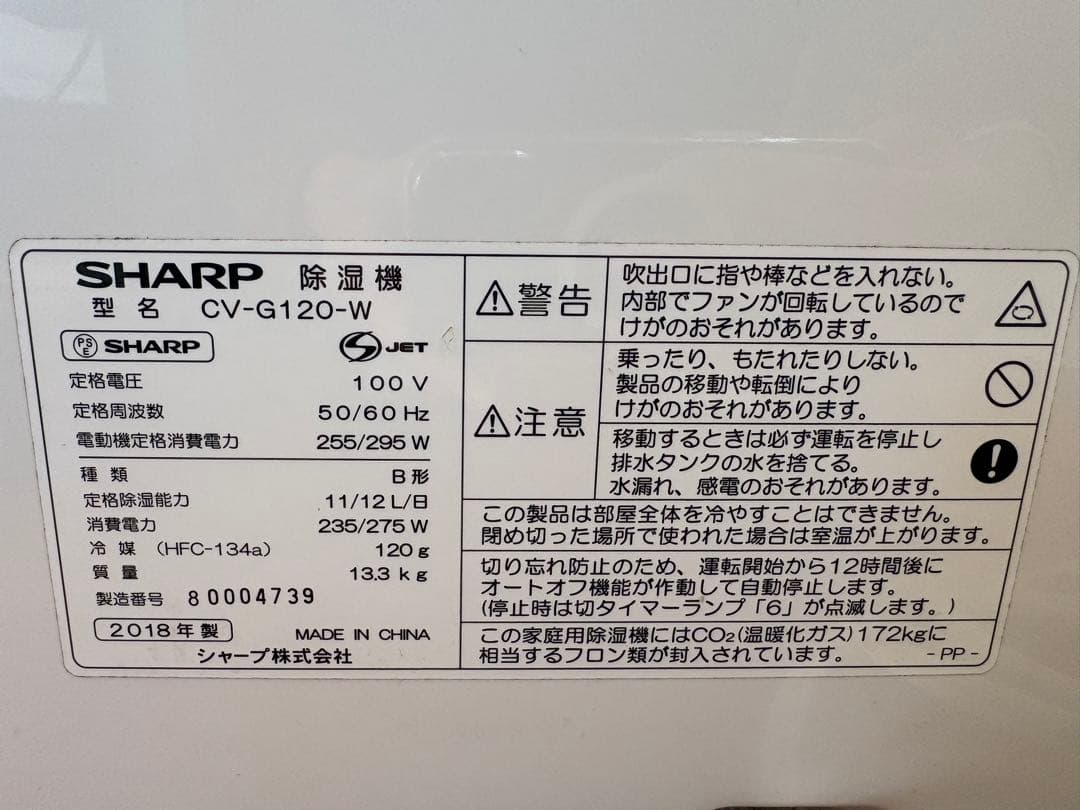 SHARP 除湿機
型名 CV-G120-W
PSE SHARP
S JET
定格電圧 100V
定格周波数 50/60Hz
電動機定格消費電力 255/295W
種類 B形
定格除湿能力 11/12L/日
消費電力 235/275W
冷媒 (HFC-134a) 120g
質量 13.3kg
製造番号 80004739
2018年製 MADE IN CHINA
シャープ株式会社
⚠警告
吹出口に指や棒などを入れない。
内部でファンが回転しているので
けがのおそれがあります。
⚠注意
乗ったり、もたれたりしない。
製品の移動や転倒により
けがのおそれがあります。
移動するときは必ず運転を停止し
排水タンクの水を捨てる。
水漏れ、感電のおそれがあります。
この製品は部屋全体を冷やすことはできません。
閉め切った場所で使われた場合は室温が上がります。
切り忘れ防止のため、運転開始から12時間後に
オートオフ機能が作動して自動停止します。
(停止時は切タイマーランプ「6」が点滅します。)
この家庭用除湿機にはCO₂(温暖化ガス)172kgに
相当するフロン類が封入されています。 -PP-